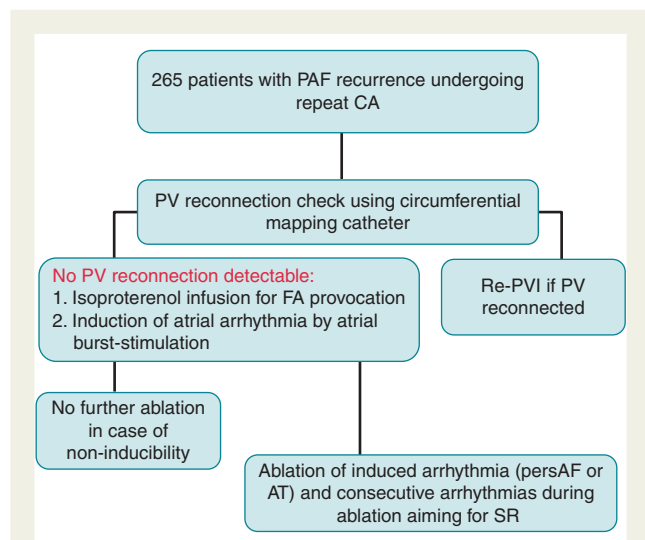 265 patients with PAF recurrence undergoing
repeat CA
PV reconnection check using circumferential
mapping catheter
No PV reconnection detectable:
1. Isoproterenol infusion for FA provocation
2. Induction of atrial arrhythmia by atrial
burst-stimulation
Re-PVI if PV
reconnected
No further ablation
in case of
non-inducibility
Ablation of induced arrhythmia (persAF or
AT) and consecutive arrhythmias during
ablation aiming for SR